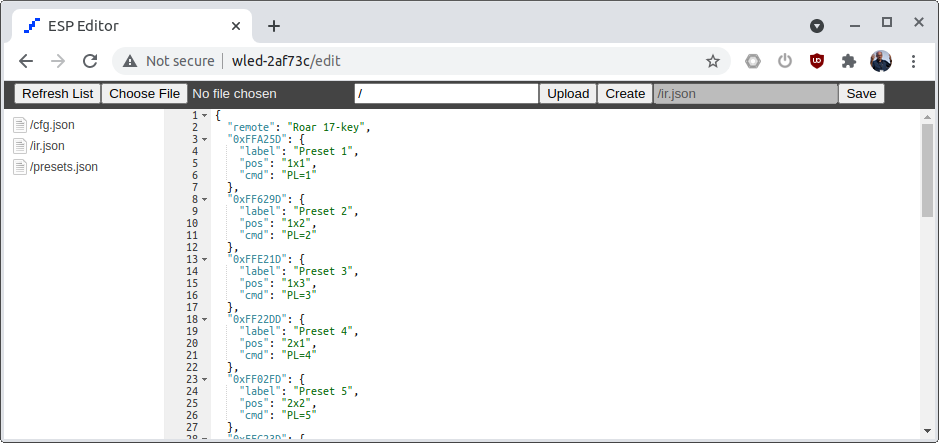 ESP Editor
Not secure wled-2af73c/edit
Refresh List Choose File No file chosen / Upload Create /ir.json Save
/cfg.json
/ir.json
/presets.json
1 {
2 "remote": "Roar 17-key",
3 "0xFFA25D": {
4 "label": "Preset 1",
5 "pos": "1x1",
6 "cmd": "PL=1"
7 },
8 "0xFF629D": {
9 "label": "Preset 2",
10 "pos": "1x2",
11 "cmd": "PL=2"
12 },
13 "0xFFE21D": {
14 "label": "Preset 3",
15 "pos": "1x3",
16 "cmd": "PL=3"
17 },
18 "0xFF22DD": {
19 "label": "Preset 4",
20 "pos": "2x1",
21 "cmd": "PL=4"
22 },
23 "0xFF02FD": {
24 "label": "Preset 5",
25 "pos": "2x2",
26 "cmd": "PL=5"
27 },
28 "0xFFC23D": {